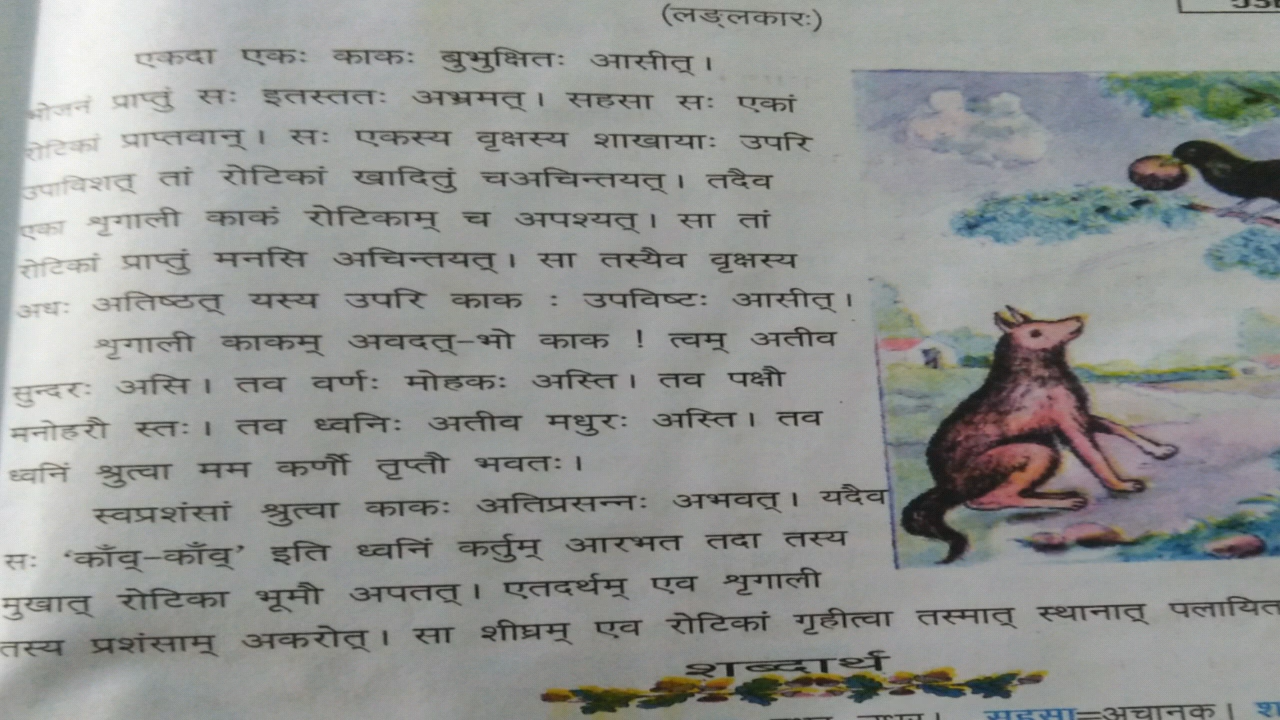 (लङ्लकारः)
एकदा एकः काकः बुभुक्षितः आसीत्।
भोजनं प्राप्तुं सः इतस्ततः अभ्रमत्। सहसा सः एकां
रोटिकां प्राप्तवान्। सः एकस्य वृक्षस्य शाखायाः उपरि
उपाविशत् तां रोटिकां खादितुं चअचिन्तयत्। तदैव
एका शृगाली काकं रोटिकाम् च अपश्यत्। सा तां
रोटिकां प्राप्तुं मनसि अचिन्तयत्। सा तस्यैव वृक्षस्य
अधः अतिष्ठत् यस्य उपरि काक : उपविष्टः आसीत्।
शृगाली काकम् अवदत्-भो काक ! त्वम् अतीव
सुन्दरः असि। तव वर्णः मोहकः अस्ति। तव पक्षौ
मनोहरौ स्तः। तव ध्वनिः अतीव मधुरः अस्ति। तव
ध्वनिं श्रुत्वा मम कर्णौ तृप्तौ भवतः।
स्वप्रशंसां श्रुत्वा काकः अतिप्रसन्नः अभवत्। यदैव
सः ‘काँव्-काँव्’ इति ध्वनिं कर्तुम् आरभत तदा तस्य
मुखात् रोटिका भूमौ अपतत्। एतदर्थम् एव शृगाली
तस्य प्रशंसाम् अकरोत्। सा शीघ्रम् एव रोटिकां गृहीत्वा तस्मात् स्थानात् पलायित
शब्दार्थ
सहसा=अचानक।